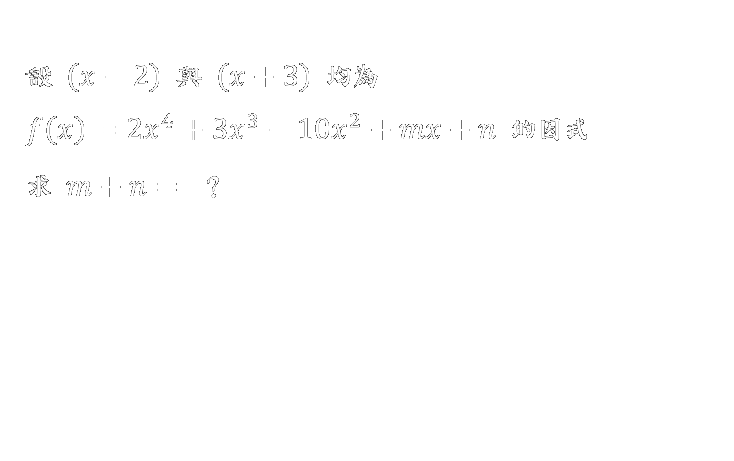 設 (x − 2) 與 (x + 3) 均為
f(x) = 2x⁴ + 3x³ − 10x² + mx + n 的因式
求 m + n = ?